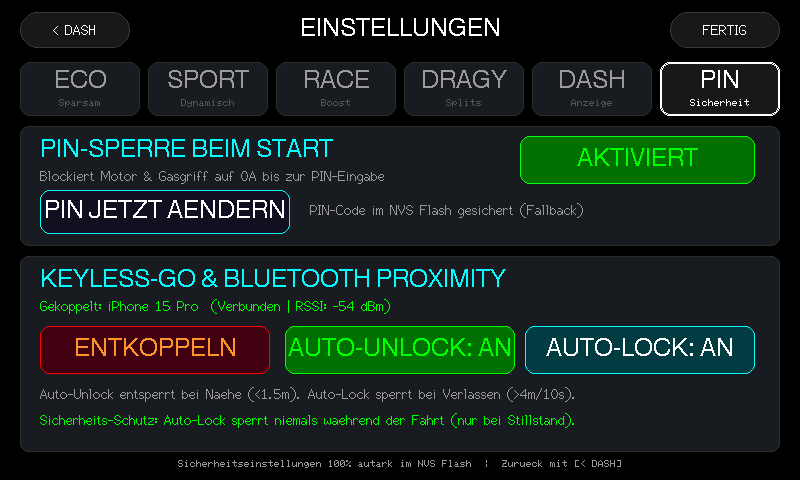 < DASH
EINSTELLUNGEN
FERTIG
ECO
Sparsam
SPORT
Dynamisch
RACE
Boost
DRAGY
Splits
DASH
Anzeige
PIN
Sicherheit
PIN-SPERRE BEIM START
AKTIVIERT
Blockiert Motor & Gasgriff auf 0A bis zur PIN-Eingabe
PIN JETZT AENDERN
PIN-Code im NVS Flash gesichert (Fallback)
KEYLESS-GO & BLUETOOTH PROXIMITY
Gekoppelt: iPhone 15 Pro (Verbunden | RSSI: -54 dBm)
ENTKOPPELN
AUTO-UNLOCK: AN
AUTO-LOCK: AN
Auto-Unlock entsperrt bei Naehe (<1.5m). Auto-Lock sperrt bei Verlassen (>4m/10s).
Sicherheits-Schutz: Auto-Lock sperrt niemals waehrend der Fahrt (nur bei Stillstand).
Sicherheitseinstellungen 100% autark im NVS Flash | Zurueck mit [< DASH]